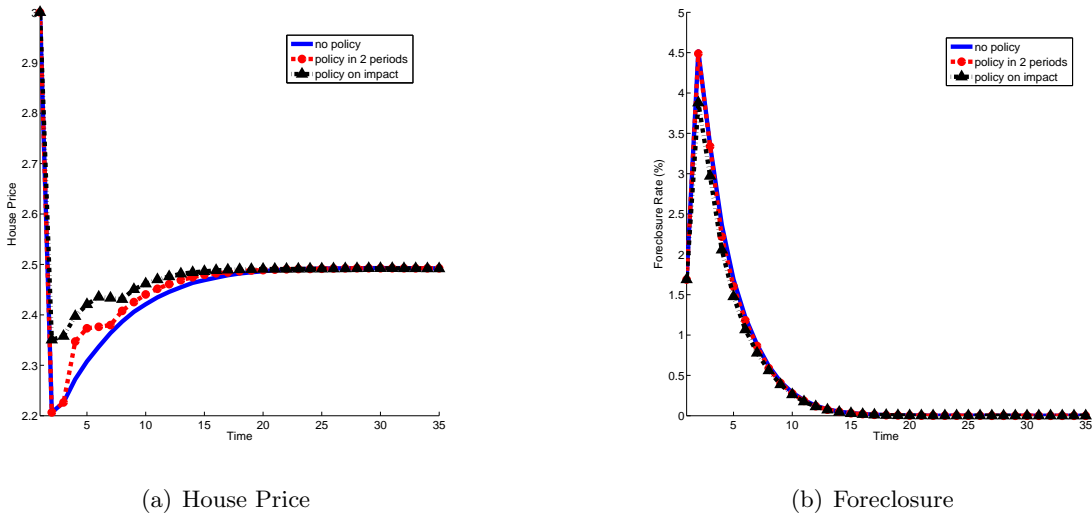 3
2.9
2.8
2.7
2.6
2.5
2.4
2.3
2.2
House Price
5 10 15 20 25 30 35
Time
no policy
policy in 2 periods
policy on impact
(a) House Price
5
4.5
4
3.5
3
2.5
2
1.5
1
0.5
0
Foreclosure Rate (%)
5 10 15 20 25 30 35
Time
no policy
policy in 2 periods
policy on impact
(b) Foreclosure